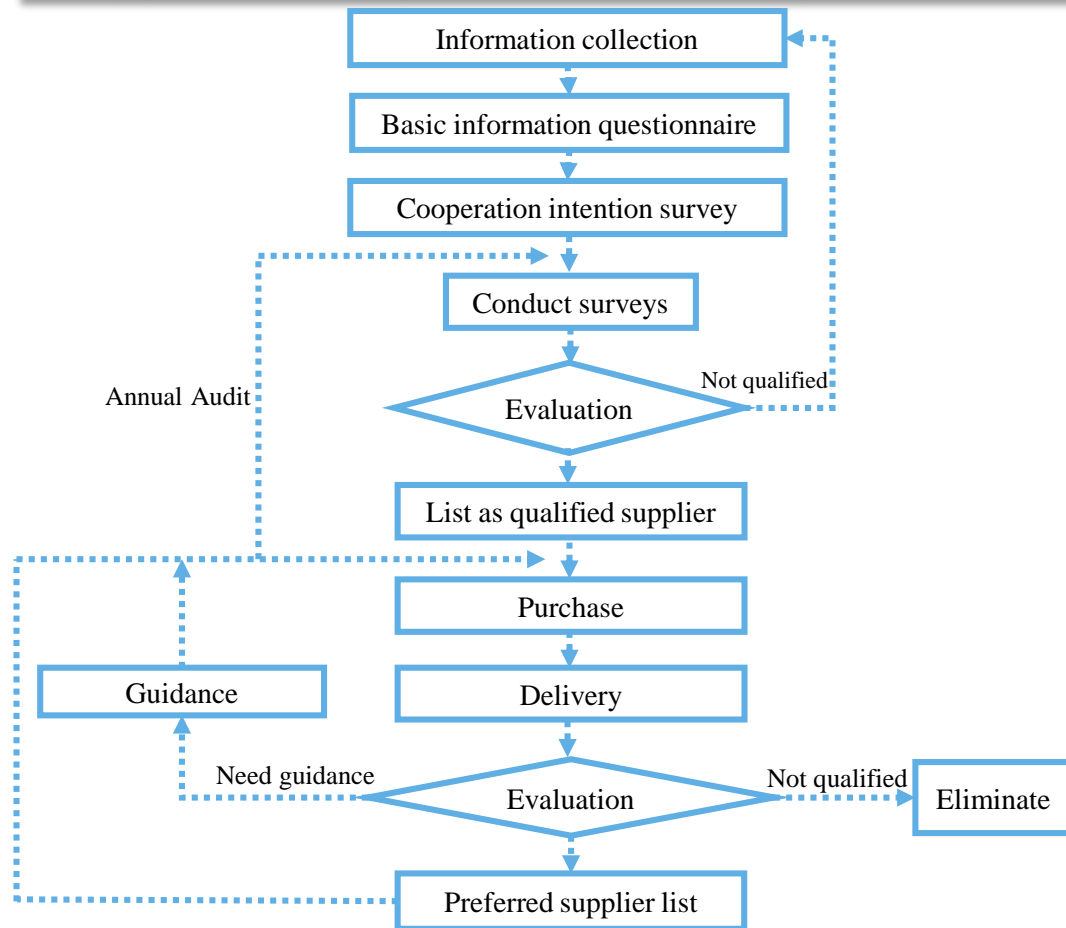 Information collection
Basic information questionnaire
Cooperation intention survey
Conduct surveys
Not qualified
Annual Audit
Evaluation
List as qualified supplier
Purchase
Guidance
Delivery
Need guidance
Not qualified
Evaluation
Eliminate
Preferred supplier list